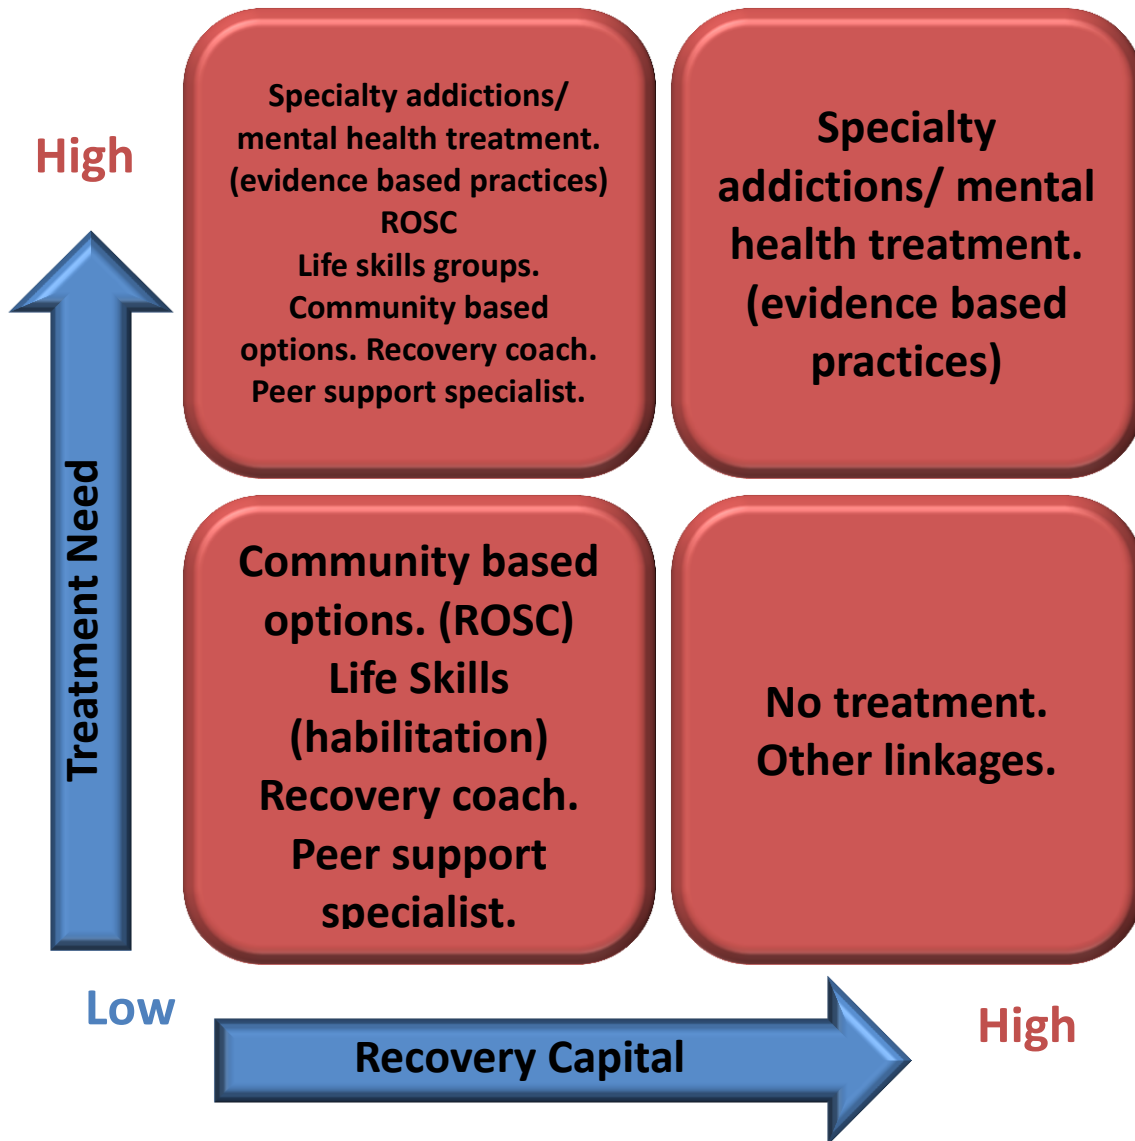 High
Specialty addictions/
mental health treatment.
(evidence based practices)
ROSC
Life skills groups.
Community based
options. Recovery coach.
Peer support specialist.
Specialty
addictions/ mental
health treatment.
(evidence based
practices)
Treatment Need
Community based
options. (ROSC)
Life Skills
(habilitation)
Recovery coach.
Peer support
specialist.
No treatment.
Other linkages.
Low
Recovery Capital
High